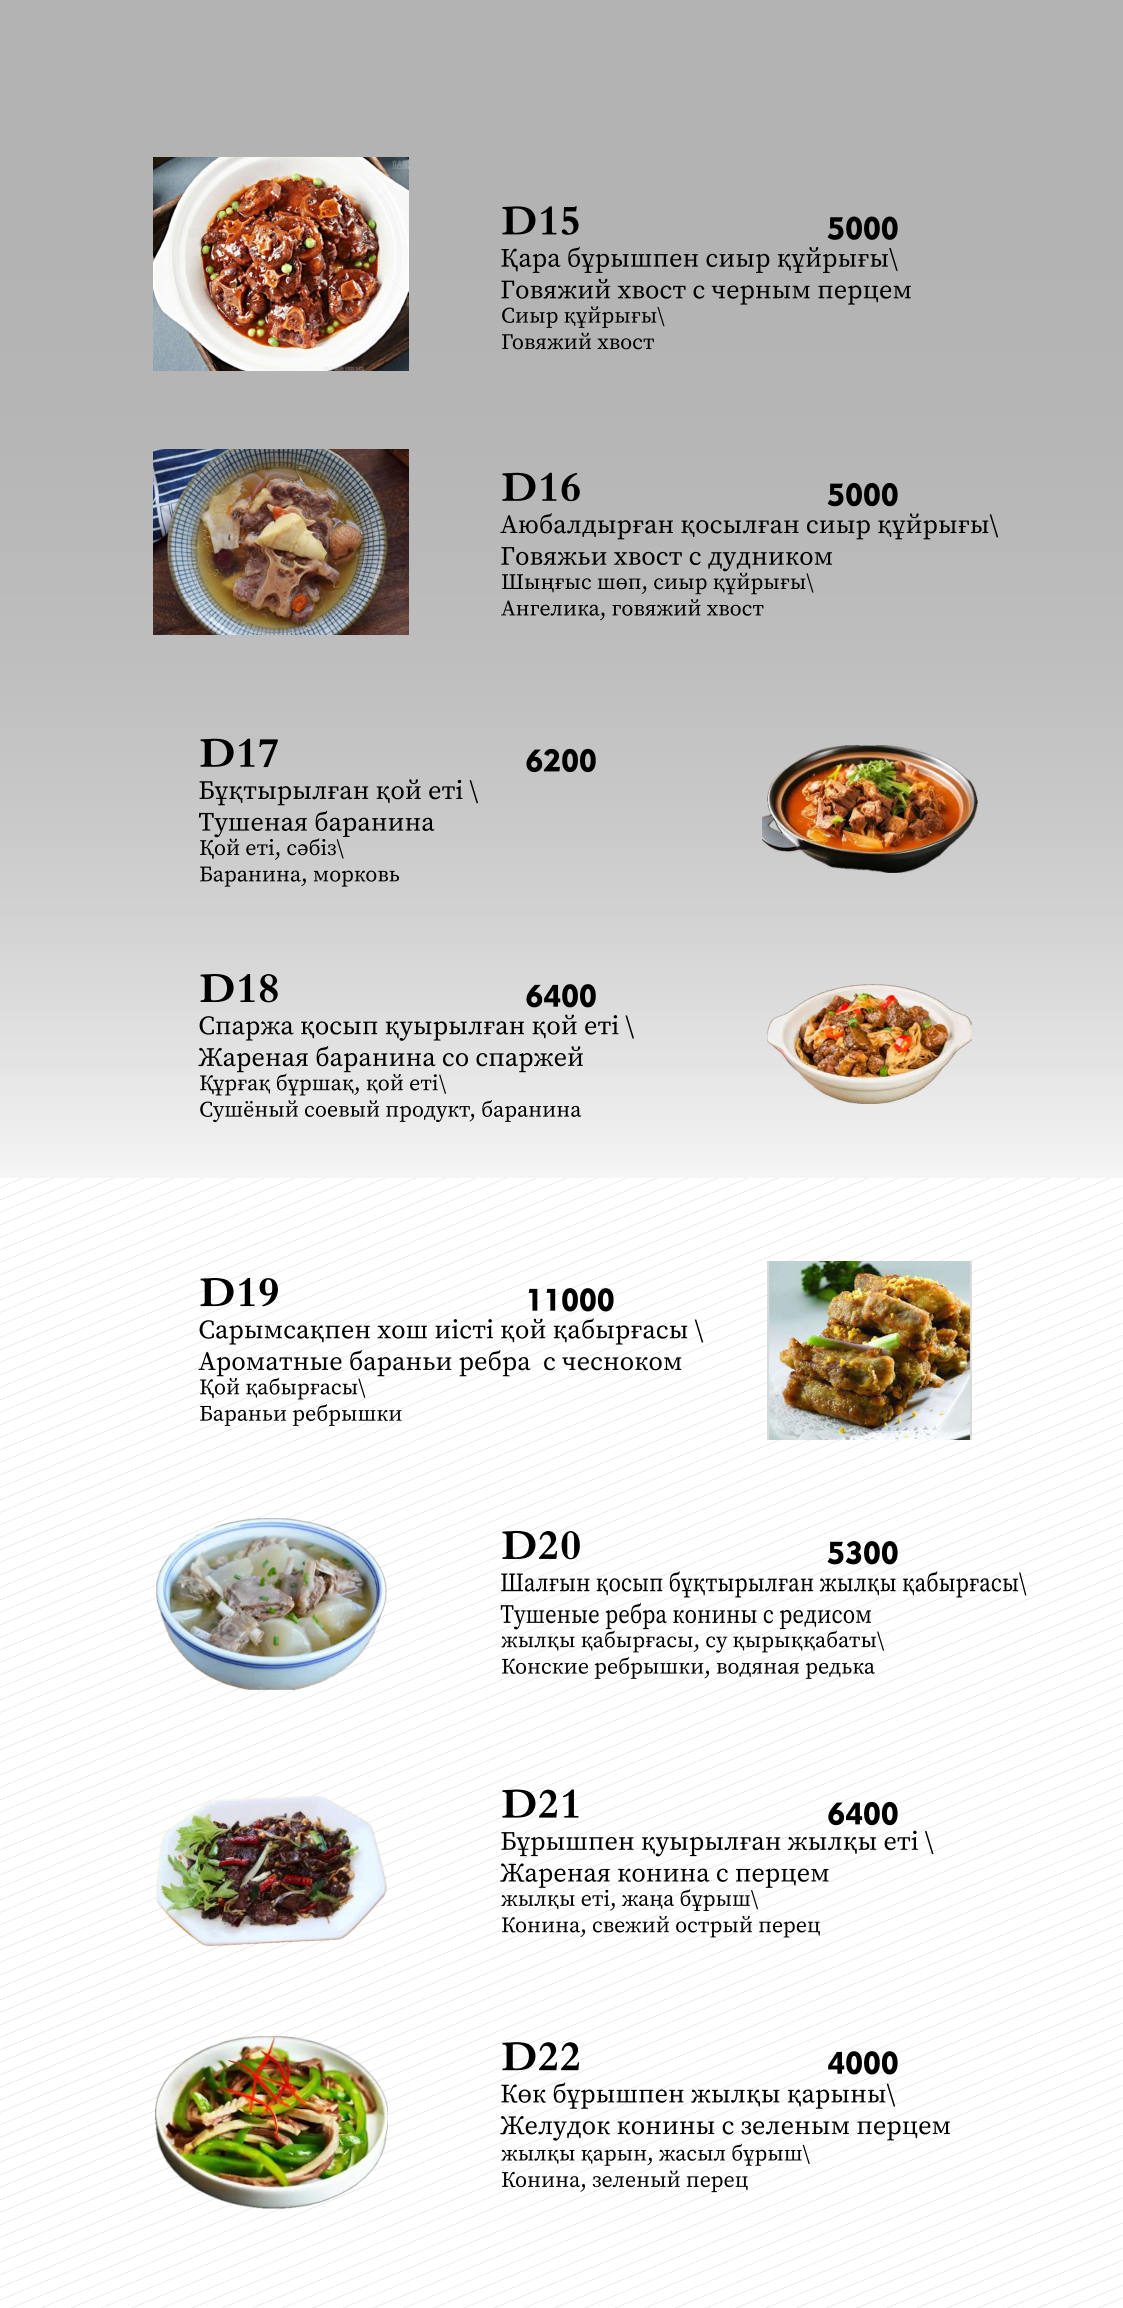 D15
5000
Қара бұрышпен сиыр құйрығы\
Говяжий хвост с черным перцем
Сиыр құйрығы\
Говяжий хвост
D16
5000
Аюбалдырған қосылған сиыр құйрығы\
Говяжьи хвост с дудником
Шыңғыс шөп, сиыр құйрығы\
Ангелика, говяжий хвост
D17
6200
Бұқтырылған қой еті \
Тушеная баранина
Қой еті, сәбіз\
Баранина, морковь
D18
6400
Спаржа қосып қуырылған қой еті \
Жареная баранина со спаржей
Құрғақ бұршақ, қой еті\
Сушёный соевый продукт, баранина
D19
11000
Сарымсақпен хош иісті қой қабырғасы \
Ароматные бараньи ребра с чесноком
Қой қабырғасы\
Бараньи ребрышки
D20
5300
Шалғын қосып бұқтырылған жылқы қабырғасы\
Тушеные ребра конины с редисом
жылқы қабырғасы, су қырыққабаты\
Конские ребрышки, водяная редька
D21
6400
Бұрышпен қуырылған жылқы еті \
Жареная конина с перцем
жылқы еті, жаңа бұрыш\
Конина, свежий острый перец
D22
4000
Көк бұрышпен жылқы қарыны\
Желудок конины с зеленым перцем
жылқы қарын, жасыл бұрыш\
Конина, зеленый перец